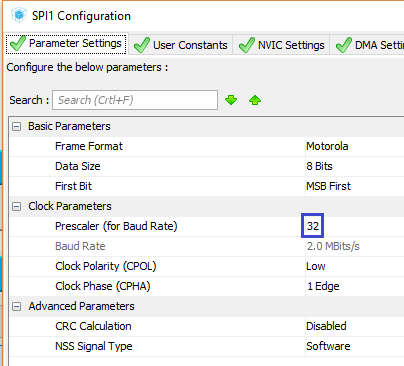 SPI1 Configuration
Parameter Settings User Constants NVIC Settings DMA Settin
Configure the below parameters :
Search : Search (Crtl+F)
Basic Parameters
Frame Format Motorola
Data Size 8 Bits
First Bit MSB First
Clock Parameters
Prescaler (for Baud Rate) 32
Baud Rate 2.0 MBits/s
Clock Polarity (CPOL) Low
Clock Phase (CPHA) 1 Edge
Advanced Parameters
CRC Calculation Disabled
NSS Signal Type Software